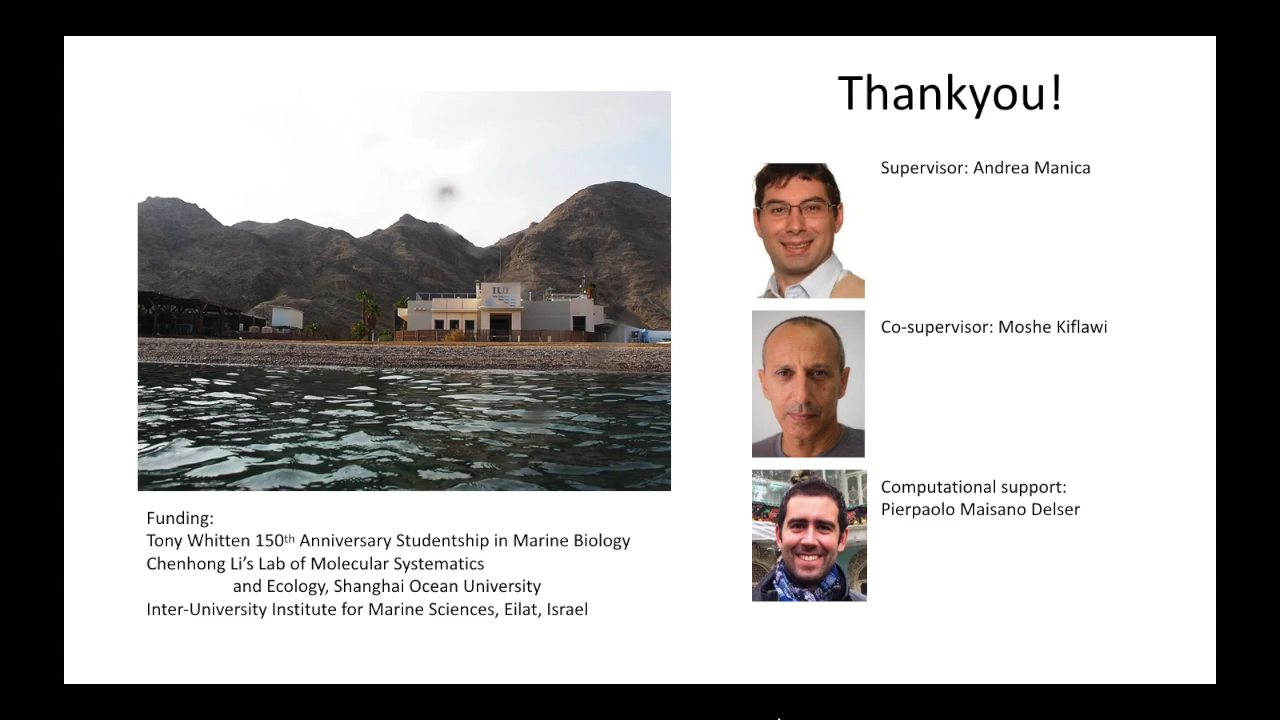 Thankyou!
Supervisor: Andrea Manica
Co-supervisor: Moshe Kiflawi
Computational support:
Pierpaolo Maisano Delser
Funding:
Tony Whitten 150th Anniversary Studentship in Marine Biology
Chenhong Li’s Lab of Molecular Systematics
and Ecology, Shanghai Ocean University
Inter-University Institute for Marine Sciences, Eilat, Israel